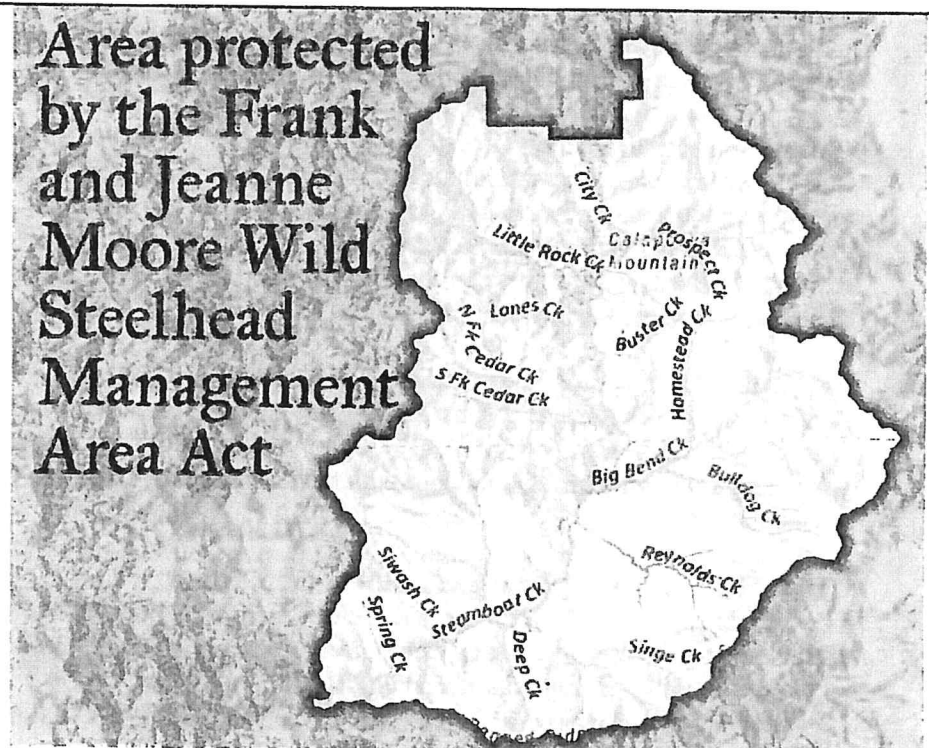 Area protected
by the Frank
and Jeanne
Moore Wild
Steelhead
Management
Area Act
City Ck
Prospect Ck
Little Rock Ck
Mountain
Lones Ck
Buster Ck
N Fk Cedar Ck
Homestead Ck
S Fk Cedar Ck
Big Bend Ck
Bulldog Ck
Reynolds Ck
Siwash Ck
Steamboat Ck
Spring Ck
Deep Ck
Singe Ck